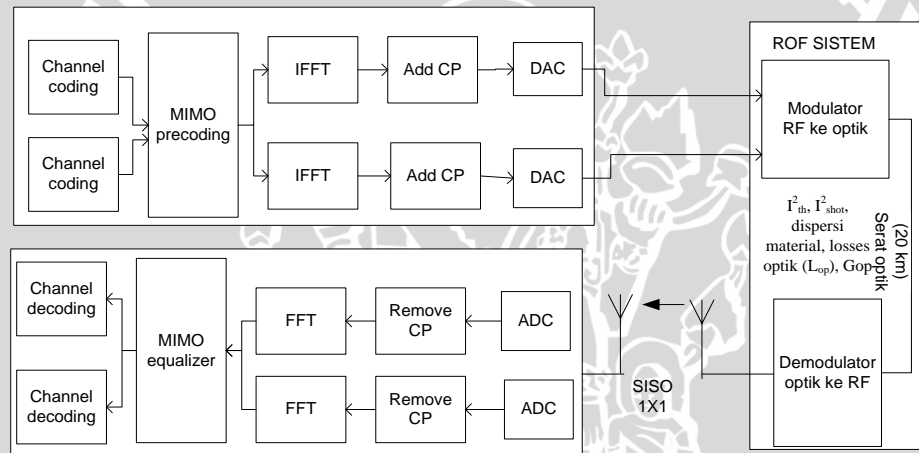 Channel
coding
Channel
coding
MIMO
precoding
IFFT
Add CP
DAC
IFFT
Add CP
DAC
ROF SISTEM
Modulator
RF ke optik
I²th, I²shot,
dispersi
material, losses
optik (Lop), Gop
Serat optik
(20 km)
Demodulator
optik ke RF
SISO
1X1
Channel
decoding
Channel
decoding
MIMO
equalizer
FFT
Remove
CP
ADC
FFT
Remove
CP
ADC